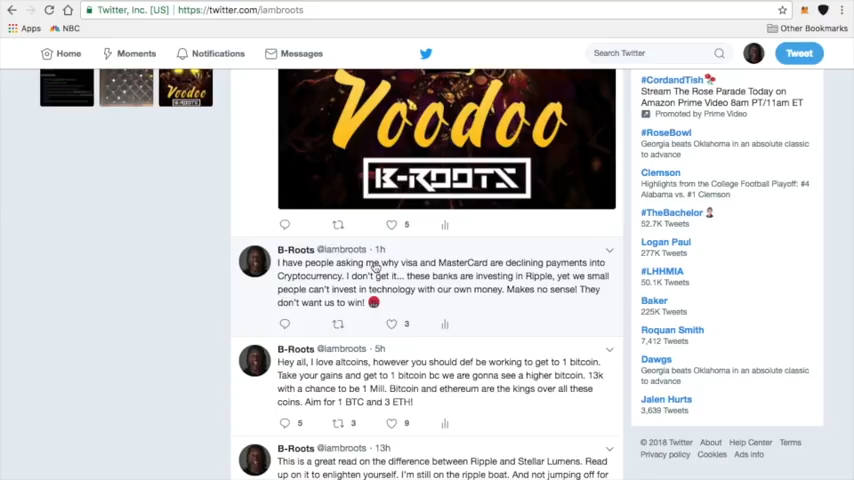 Twitter, Inc. [US] https://twitter.com/iambroots
Apps NBC Other Bookmarks
Home Moments Notifications Messages Search Twitter Tweet
Voodoo
B-ROOTS
Voodoo
B-ROOTS
5
B-Roots @iambroots · 1h
I have people asking me why visa and MasterCard are declining payments into
Cryptocurrency. I don't get it... these banks are investing in Ripple, yet we small
people can't invest in technology with our own money. Makes no sense! They
don't want us to win!
3
B-Roots @iambroots · 5h
Hey all, I love altcoins, however you should def be working to get to 1 bitcoin.
Take your gains and get to 1 bitcoin bc we are gonna see a higher bitcoin. 13k
with a chance to be 1 Mill. Bitcoin and ethereum are the kings over all these
coins. Aim for 1 BTC and 3 ETH!
5 3 9
B-Roots @iambroots · 13h
This is a great read on the difference between Ripple and Stellar Lumens. Read
up on it to enlighten yourself. I'm still on the ripple boat. And not jumping off for
#CordandTish
Stream The Rose Parade Today on
Amazon Prime Video 8am PT/11am ET
Promoted by Prime Video
#RoseBowl
Georgia beats Oklahoma in an absolute classic
to advance
Clemson
Highlights from the College Football Playoff: #4
Alabama vs. #1 Clemson
#TheBachelor
52.7K Tweets
Logan Paul
277K Tweets
#LHHMIA
50.1K Tweets
Baker
225K Tweets
Roquan Smith
7,412 Tweets
Dawgs
Georgia beats Oklahoma in an absolute classic
to advance
Jalen Hurts
3,639 Tweets
© 2018 Twitter About Help Center Terms
Privacy policy Cookies Ads info